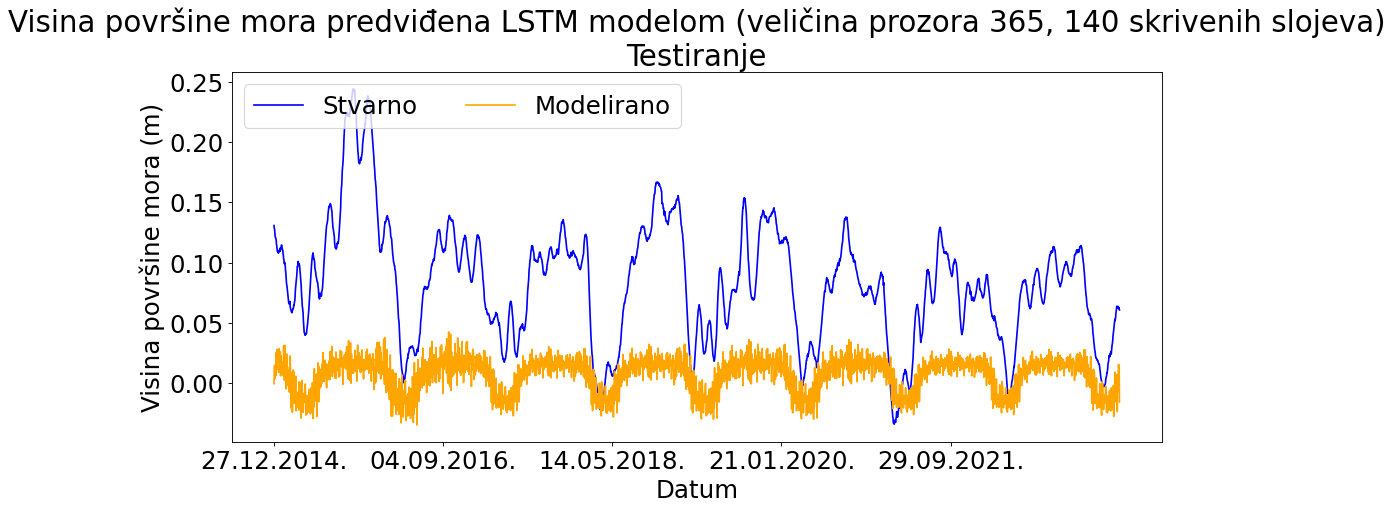 Visina površine mora predviđena LSTM modelom (veličina prozora 365, 140 skrivenih slojeva)
Testiranje
Stvarno Modelirano
Visina površine mora (m)
0.25
0.20
0.15
0.10
0.05
0.00
27.12.2014. 04.09.2016. 14.05.2018. 21.01.2020. 29.09.2021.
Datum